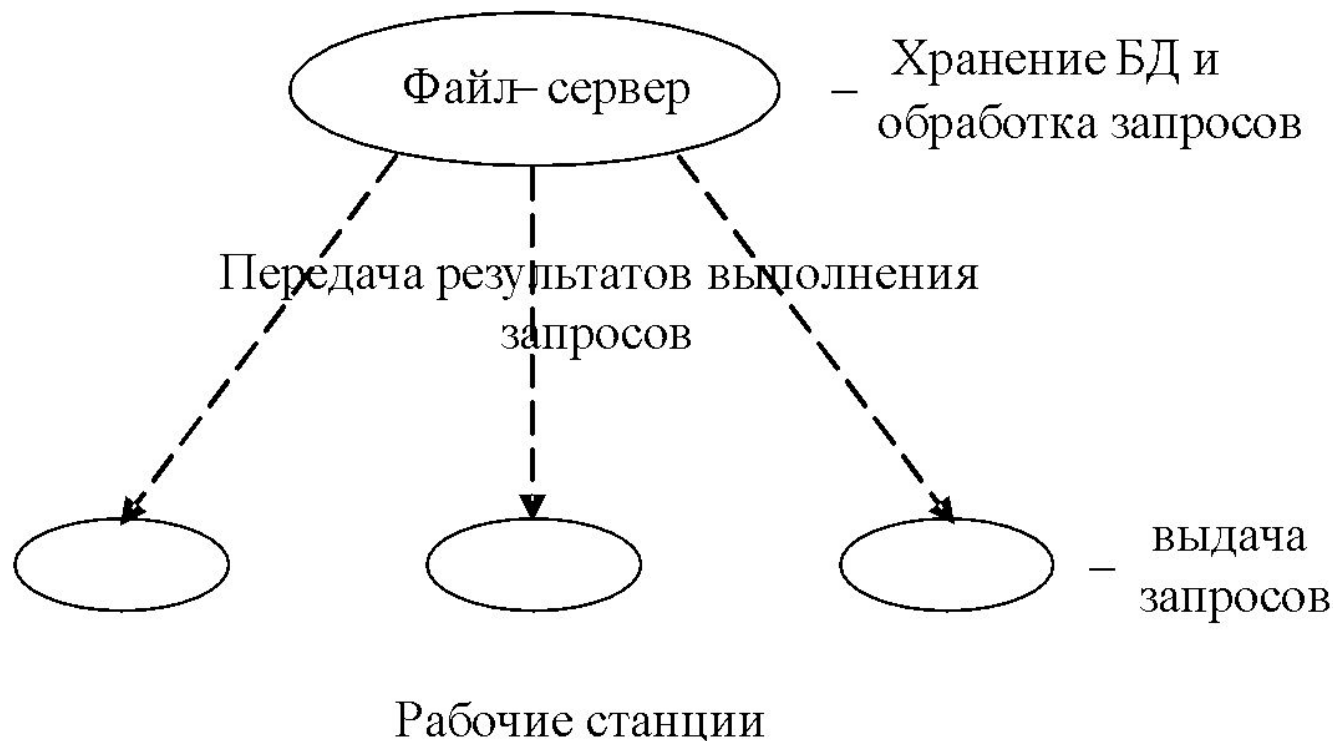 Файл– сервер
– Хранение БД и
обработка запросов
Передача результатов выполнения
запросов
– выдача
запросов
Рабочие станции